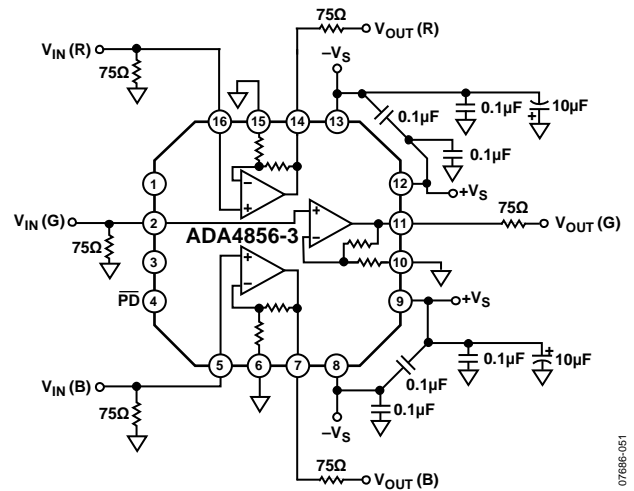 75Ω
V_OUT (R)
–V_S
V_IN (R)
75Ω
0.1µF
0.1µF
10µF
+
0.1µF
16
15
14
13
1
–
+
12
+V_S
V_IN (G)
2
+
11
75Ω
V_OUT (G)
75Ω
ADA4856-3
–
3
+
10
–
PD
4
9
+V_S
0.1µF
+
10µF
0.1µF
5
6
7
8
V_IN (B)
0.1µF
75Ω
–V_S
75Ω
V_OUT (B)
07686-051